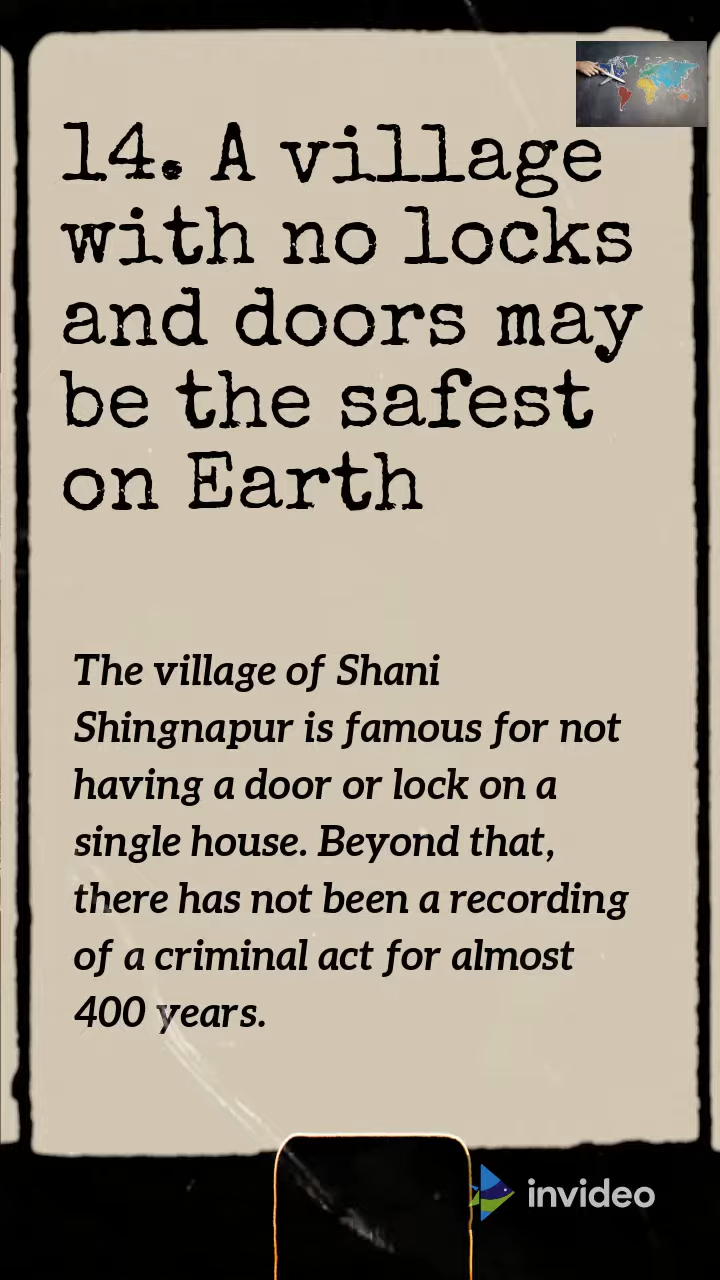 14. A village
with no locks
and doors may
be the safest
on Earth
The village of Shani
Shingnapur is famous for not
having a door or lock on a
single house. Beyond that,
there has not been a recording
of a criminal act for almost
400 years.
invideo